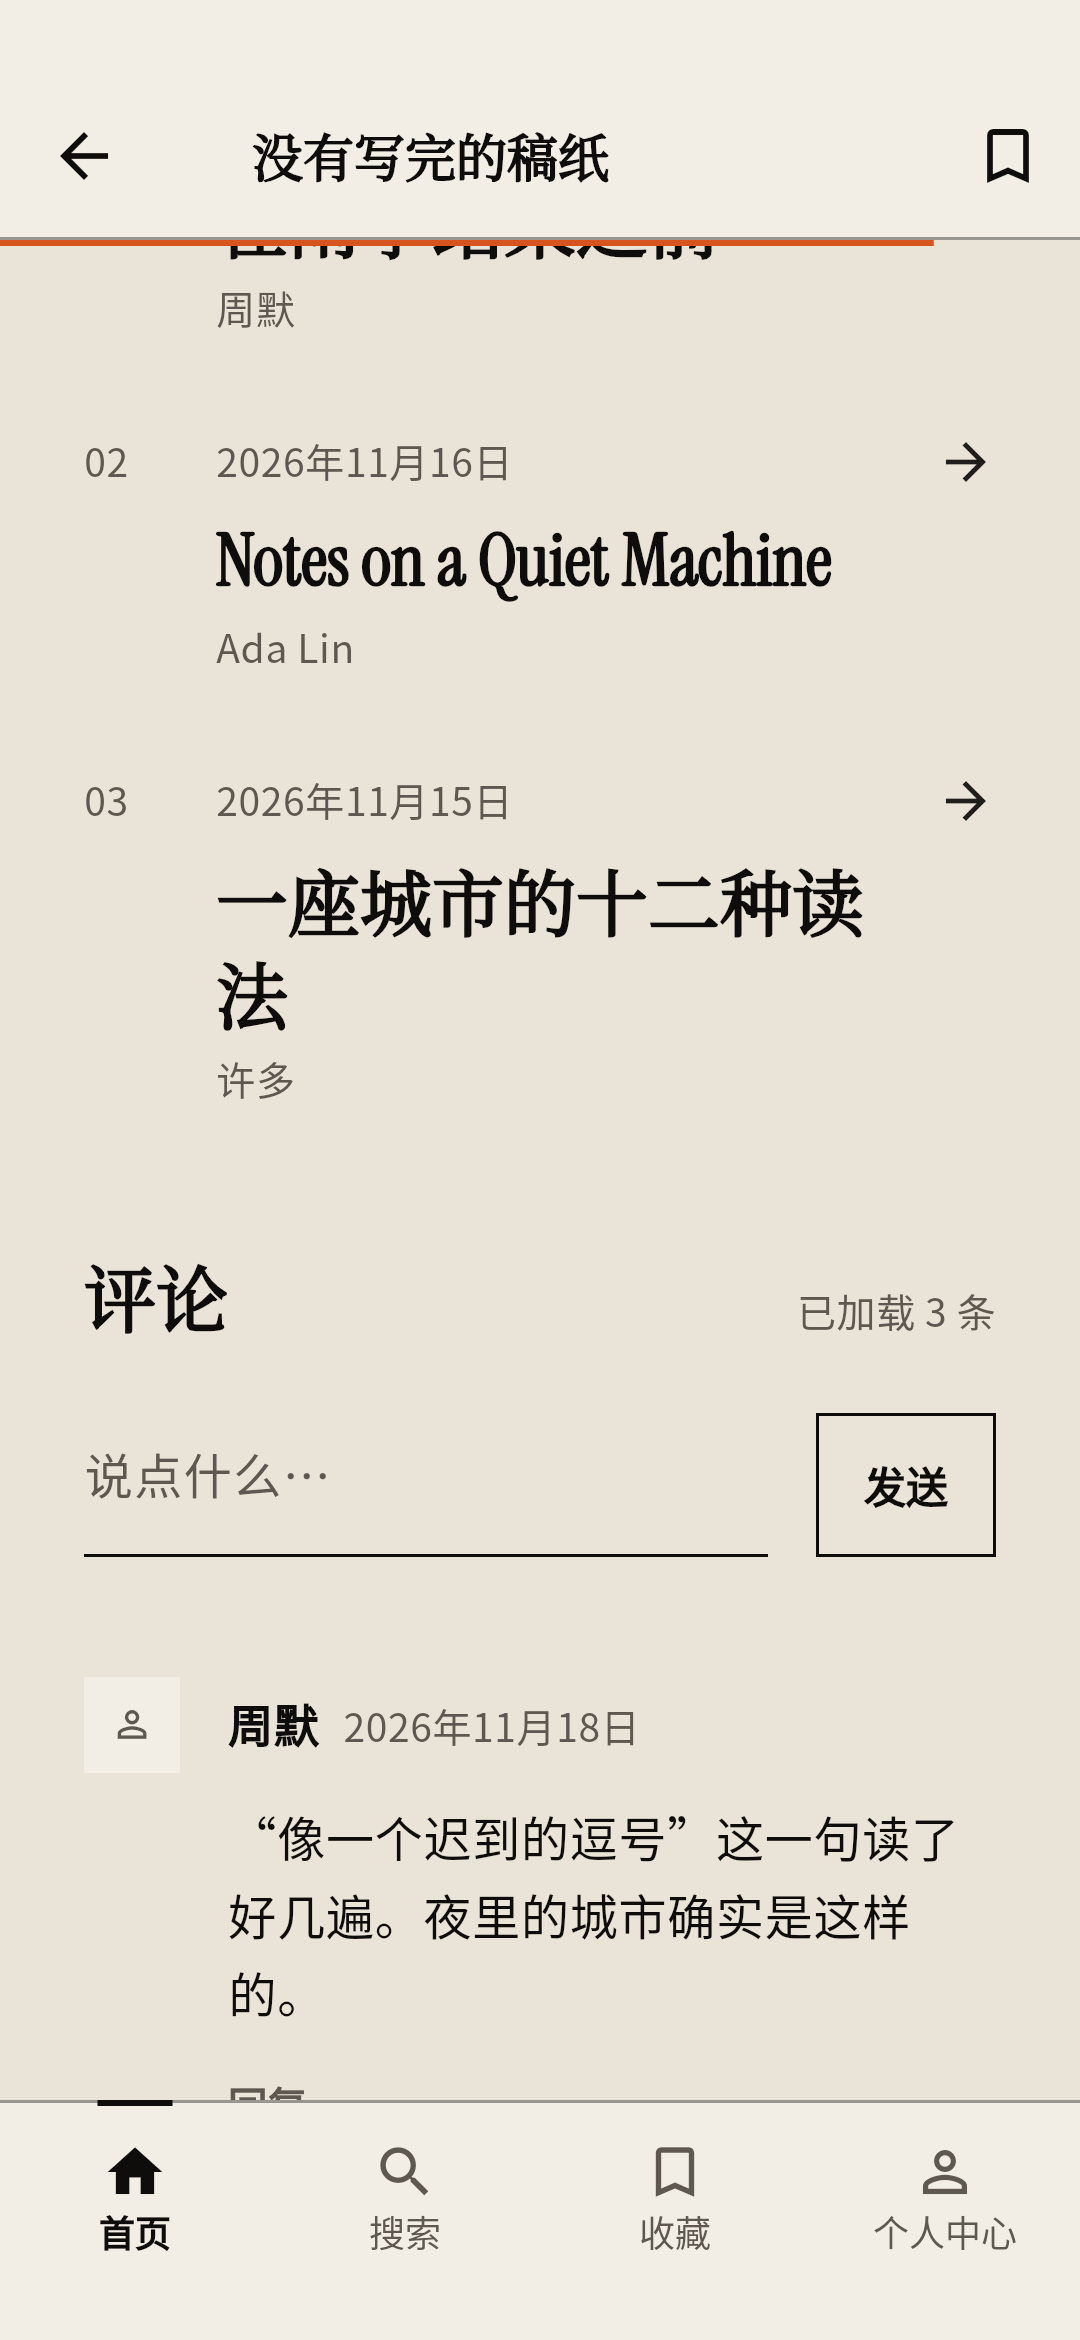 没有写完的稿纸
周默
02 2026年11月16日
Notes on a Quiet Machine
Ada Lin
03 2026年11月15日
一座城市的十二种读
法
许多
评论
已加载 3 条
说点什么…
发送
周默 2026年11月18日
“像一个迟到的逗号”这一句读了
好几遍。夜里的城市确实是这样
的。
首页 搜索 收藏 个人中心